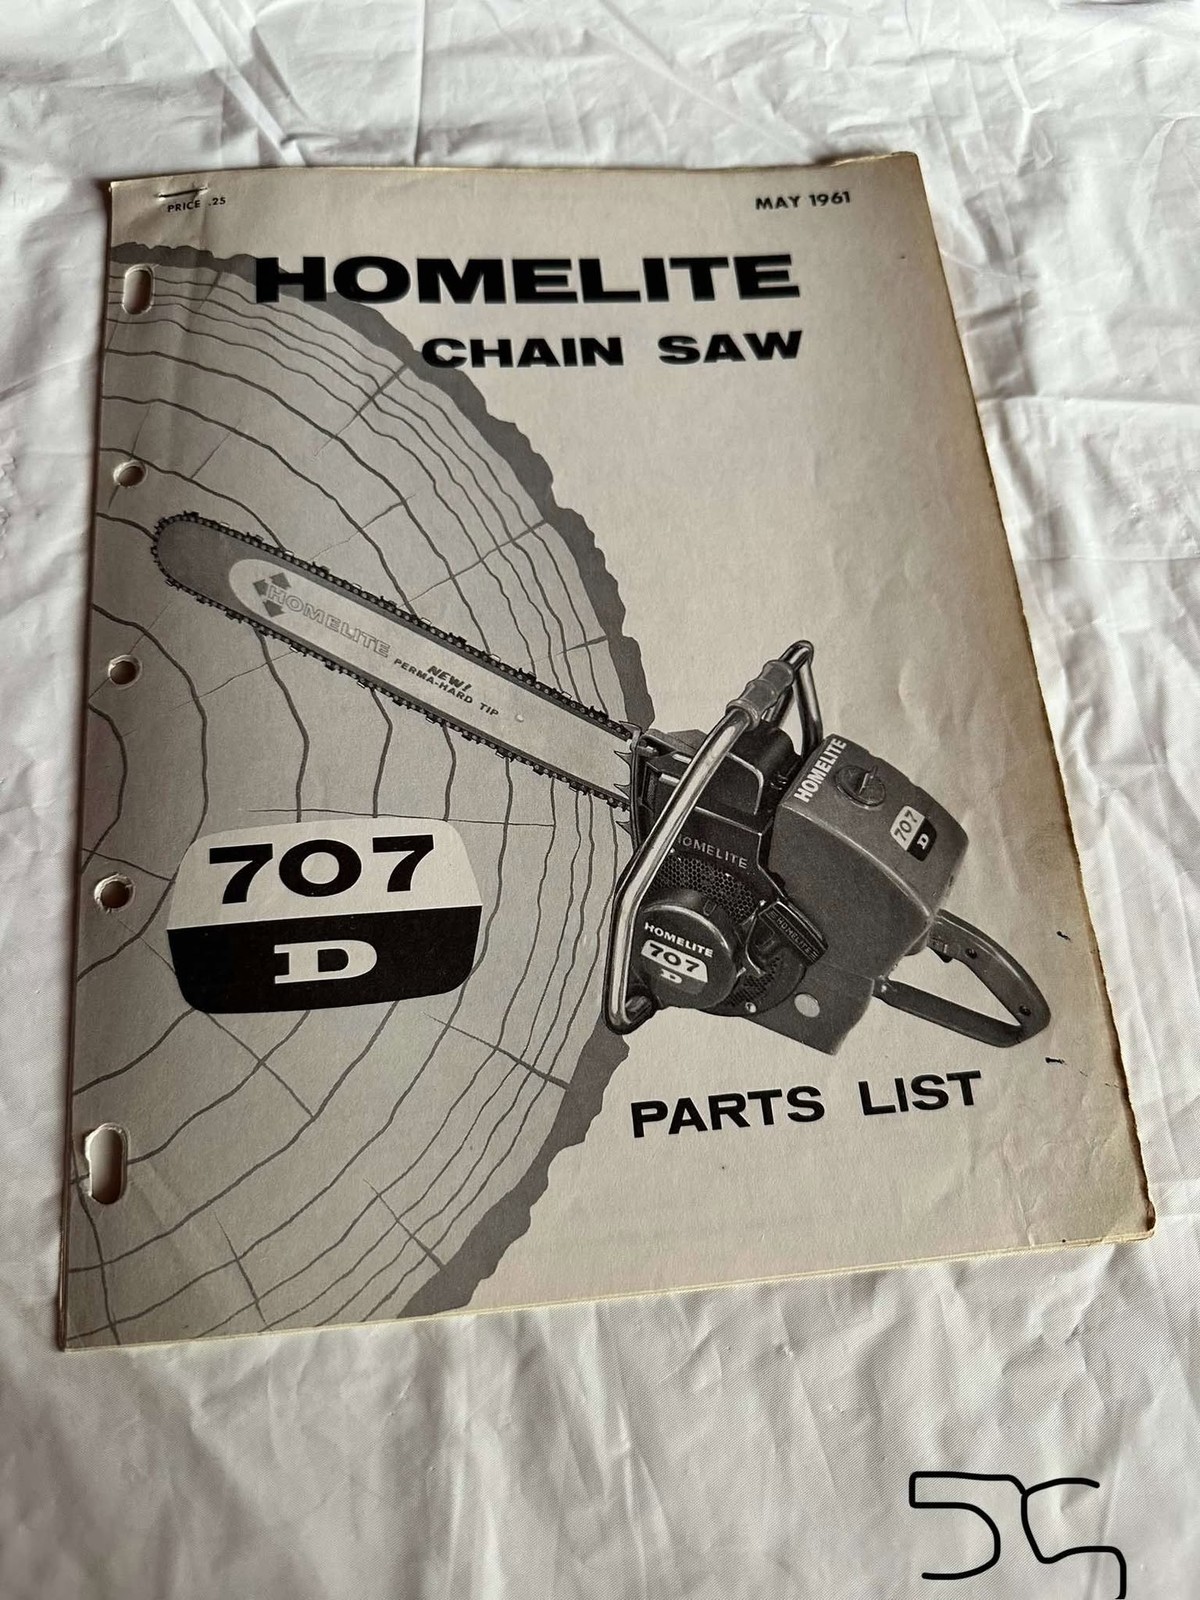 PRICE .25
MAY 1961
HOMELITE
CHAIN SAW
HOMELITE
NEW!
PERMA-HARD TIP
HOMELITE
707
D
HOMELITE
HOMELITE
HOMELITE
707
D
707
D
PARTS LIST